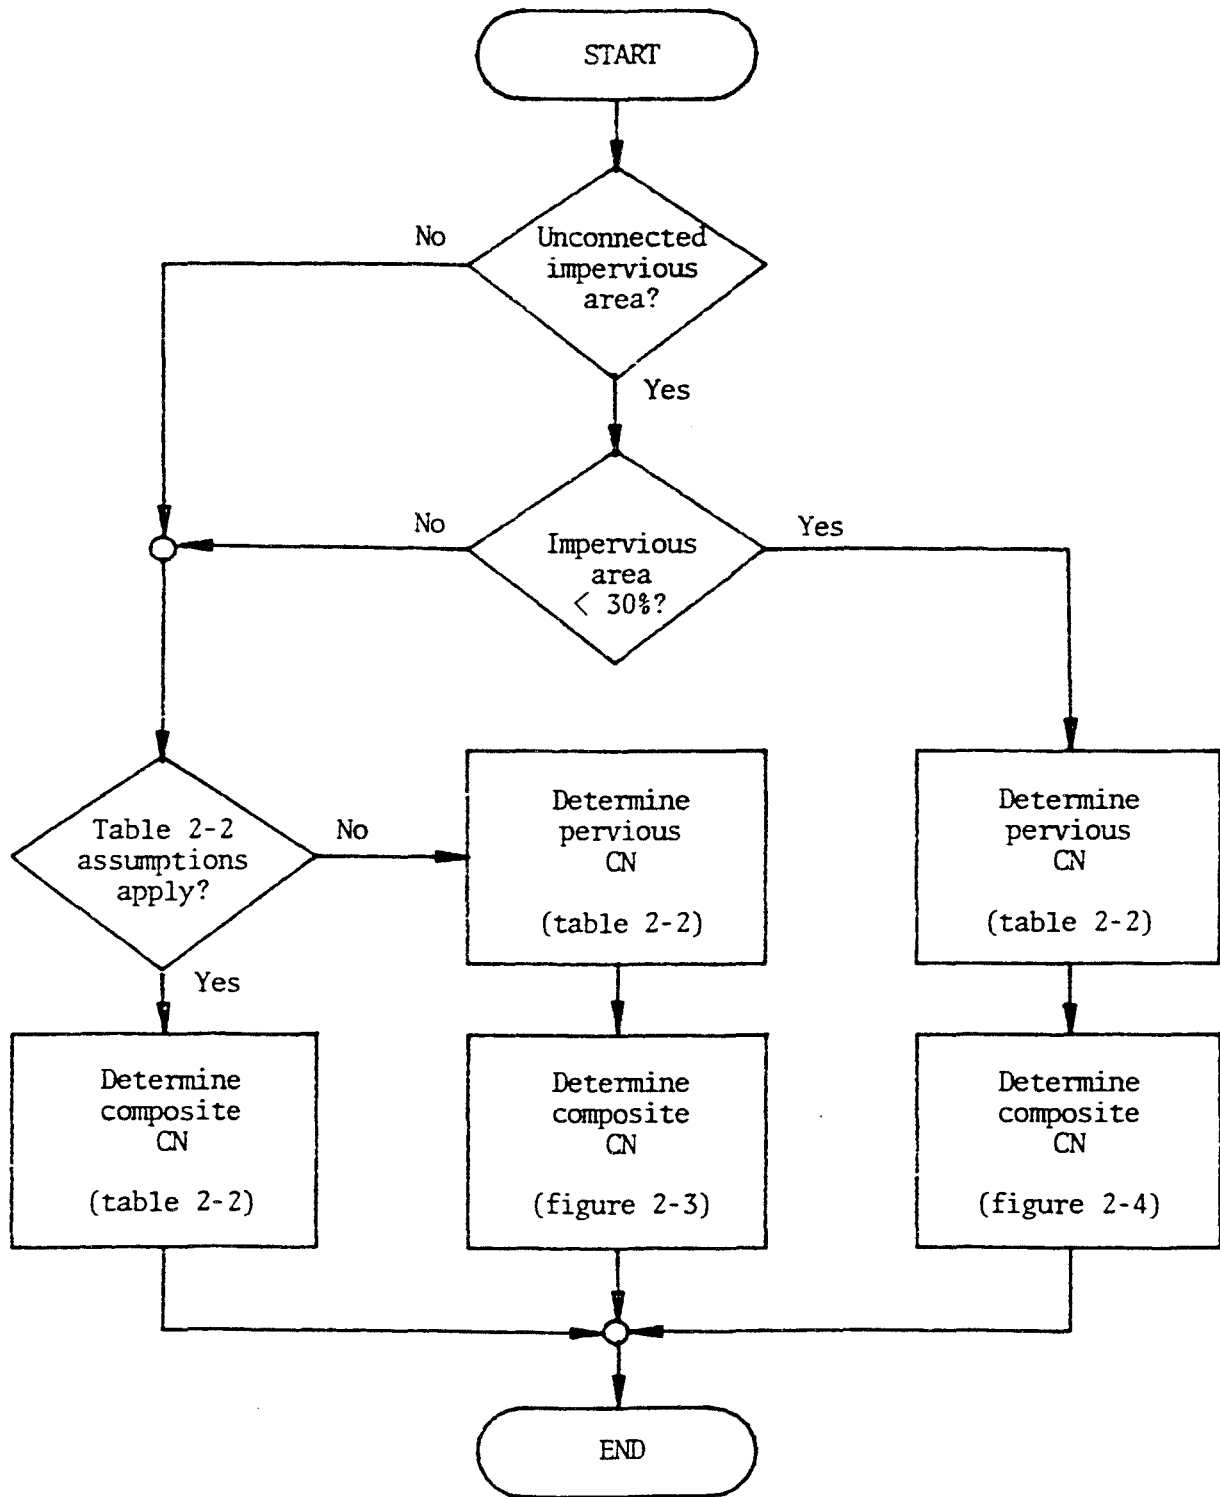 START
No
Unconnected
impervious
area?
Yes
No
Impervious
area
< 30%?
Yes
Table 2-2
assumptions
apply?
No
Determine
pervious
CN
(table 2-2)
Determine
pervious
CN
(table 2-2)
Yes
Determine
composite
CN
(table 2-2)
Determine
composite
CN
(figure 2-3)
Determine
composite
CN
(figure 2-4)
END